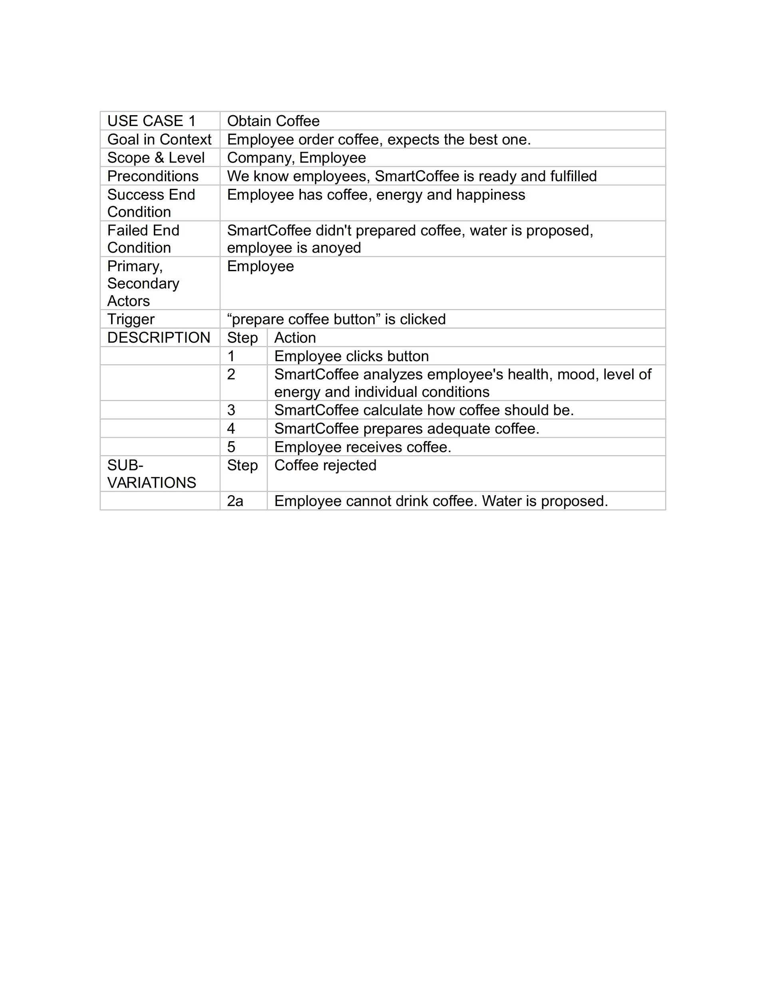 USE CASE 1 Obtain Coffee
Goal in Context Employee order coffee, expects the best one.
Scope & Level Company, Employee
Preconditions We know employees, SmartCoffee is ready and fulfilled
Success End Employee has coffee, energy and happiness
Condition
Failed End SmartCoffee didn't prepared coffee, water is proposed,
Condition employee is anoyed
Primary, Employee
Secondary
Actors
Trigger “prepare coffee button” is clicked
DESCRIPTION Step Action
1 Employee clicks button
2 SmartCoffee analyzes employee's health, mood, level of
energy and individual conditions
3 SmartCoffee calculate how coffee should be.
4 SmartCoffee prepares adequate coffee.
5 Employee receives coffee.
SUB- Step Coffee rejected
VARIATIONS
2a Employee cannot drink coffee. Water is proposed.